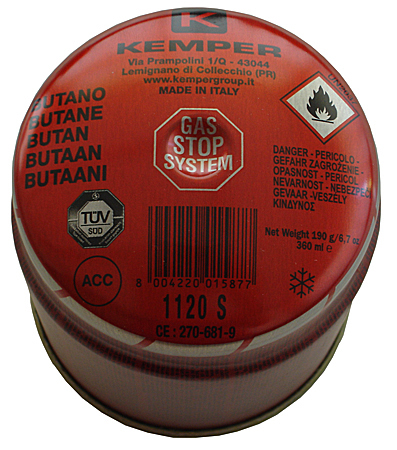 K
KEMPER
Via Prampolini 1/Q - 43044
Lemignano di Collecchio (PR)
www.kempergroup.it
MADE IN ITALY
BUTANO
BUTANE
BUTAN
BUTAAN
BUTAANI
GAS
STOP
SYSTEM
DANGER - PERICOLO -
GEFAHR ZAGROŻENIE -
OPASNOST - PERICOL
NEVARNOST - NEBEZPEČ
GEVAAR -VESZÉLY
ΚΙΝΔΥΝΟΣ
Net Weight 190 g/6,7 oz
360 ml e
TÜV
SÜD
ACC
8 004220 015877
1120 S
CE : 270-681-9